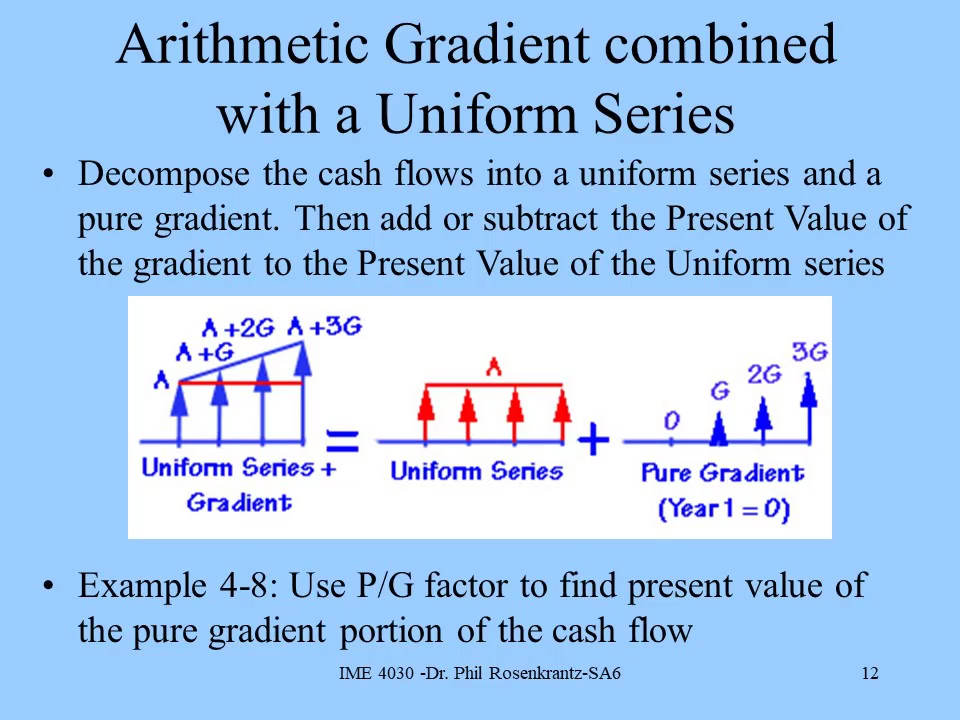 Arithmetic Gradient combined
with a Uniform Series
• Decompose the cash flows into a uniform series and a
pure gradient. Then add or subtract the Present Value of
the gradient to the Present Value of the Uniform series
A
A+G
A+2G
A+3G
Uniform Series +
Gradient
=
A
Uniform Series
+
0
G
2G
3G
Pure Gradient
(Year 1 = 0)
• Example 4-8: Use P/G factor to find present value of
the pure gradient portion of the cash flow
IME 4030 -Dr. Phil Rosenkrantz-SA6
12